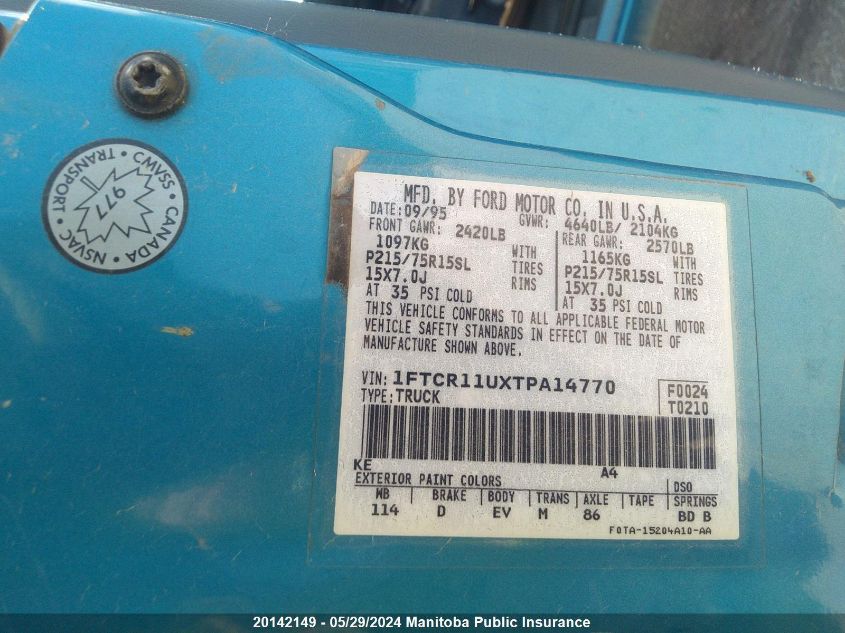 CMVSS • CANADA • NSVAC • TRANSPORT •
977
MFD. BY FORD MOTOR CO. IN U.S.A.
DATE: 09/95 GVWR: 4640LB/ 2104KG
FRONT GAWR: 2420LB REAR GAWR: 2570LB
1097KG WITH 1165KG WITH
P215/75R15SL TIRES P215/75R15SL TIRES
15X7.0J RIMS 15X7.0J RIMS
AT 35 PSI COLD AT 35 PSI COLD
THIS VEHICLE CONFORMS TO ALL APPLICABLE FEDERAL MOTOR
VEHICLE SAFETY STANDARDS IN EFFECT ON THE DATE OF
MANUFACTURE SHOWN ABOVE.
VIN: 1FTCR11UXTPA14770 F0024
TYPE: TRUCK T0210
KE A4
EXTERIOR PAINT COLORS DSO
WB BRAKE BODY TRANS AXLE TAPE SPRINGS
114 D EV M 86 BD B
F0TA-15204A10-AA
20142149 - 05/29/2024 Manitoba Public Insurance